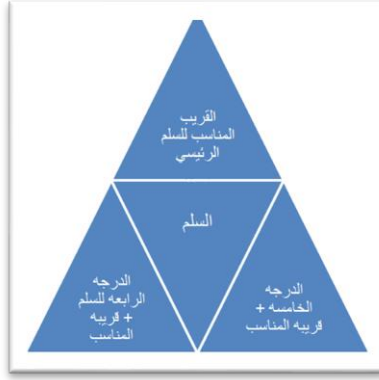 القريب
المناسب للسلم
الرئيسي
السلم
الدرجه
الخامسه +
قريبه المناسب
الدرجه
الرابعه للسلم
+ قريبه
المناسب